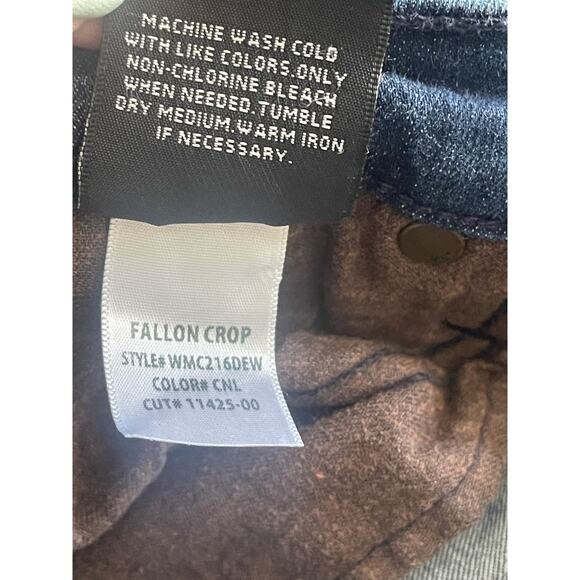 MACHINE WASH COLD
WITH LIKE COLORS.ONLY
NON-CHLORINE BLEACH
WHEN NEEDED.TUMBLE
DRY MEDIUM.WARM IRON
IF NECESSARY.
FALLON CROP
STYLE# WMC216DEW
COLOR# CNL
CUT# 11425-00